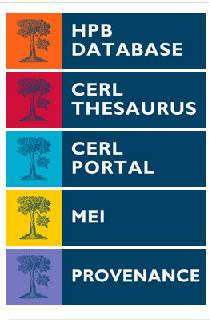 HPB
DATABASE
CERL
THESAURUS
CERL
PORTAL
MEI
PROVENANCE